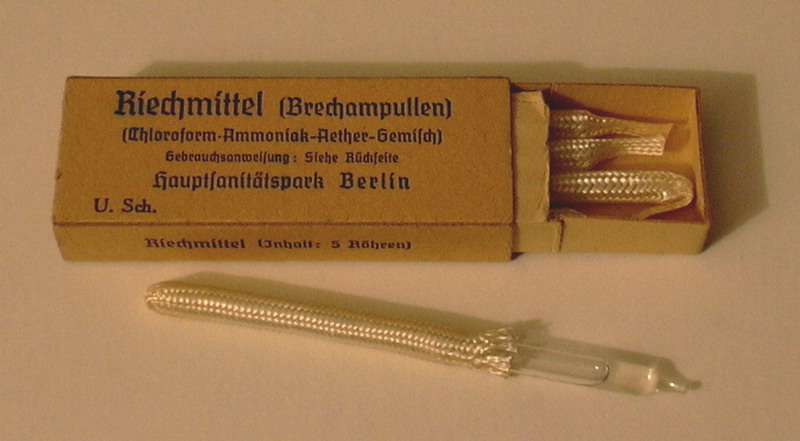 Riechmittel (Brechampullen)
(Chloroform-Ammoniak-Aether-Gemiſch)
Gebrauchsanweiſung: Siehe Rückſeite
Hauptſanitätspark Berlin
U. Sch.
Riechmittel (Inhalt: 5 Röhren)